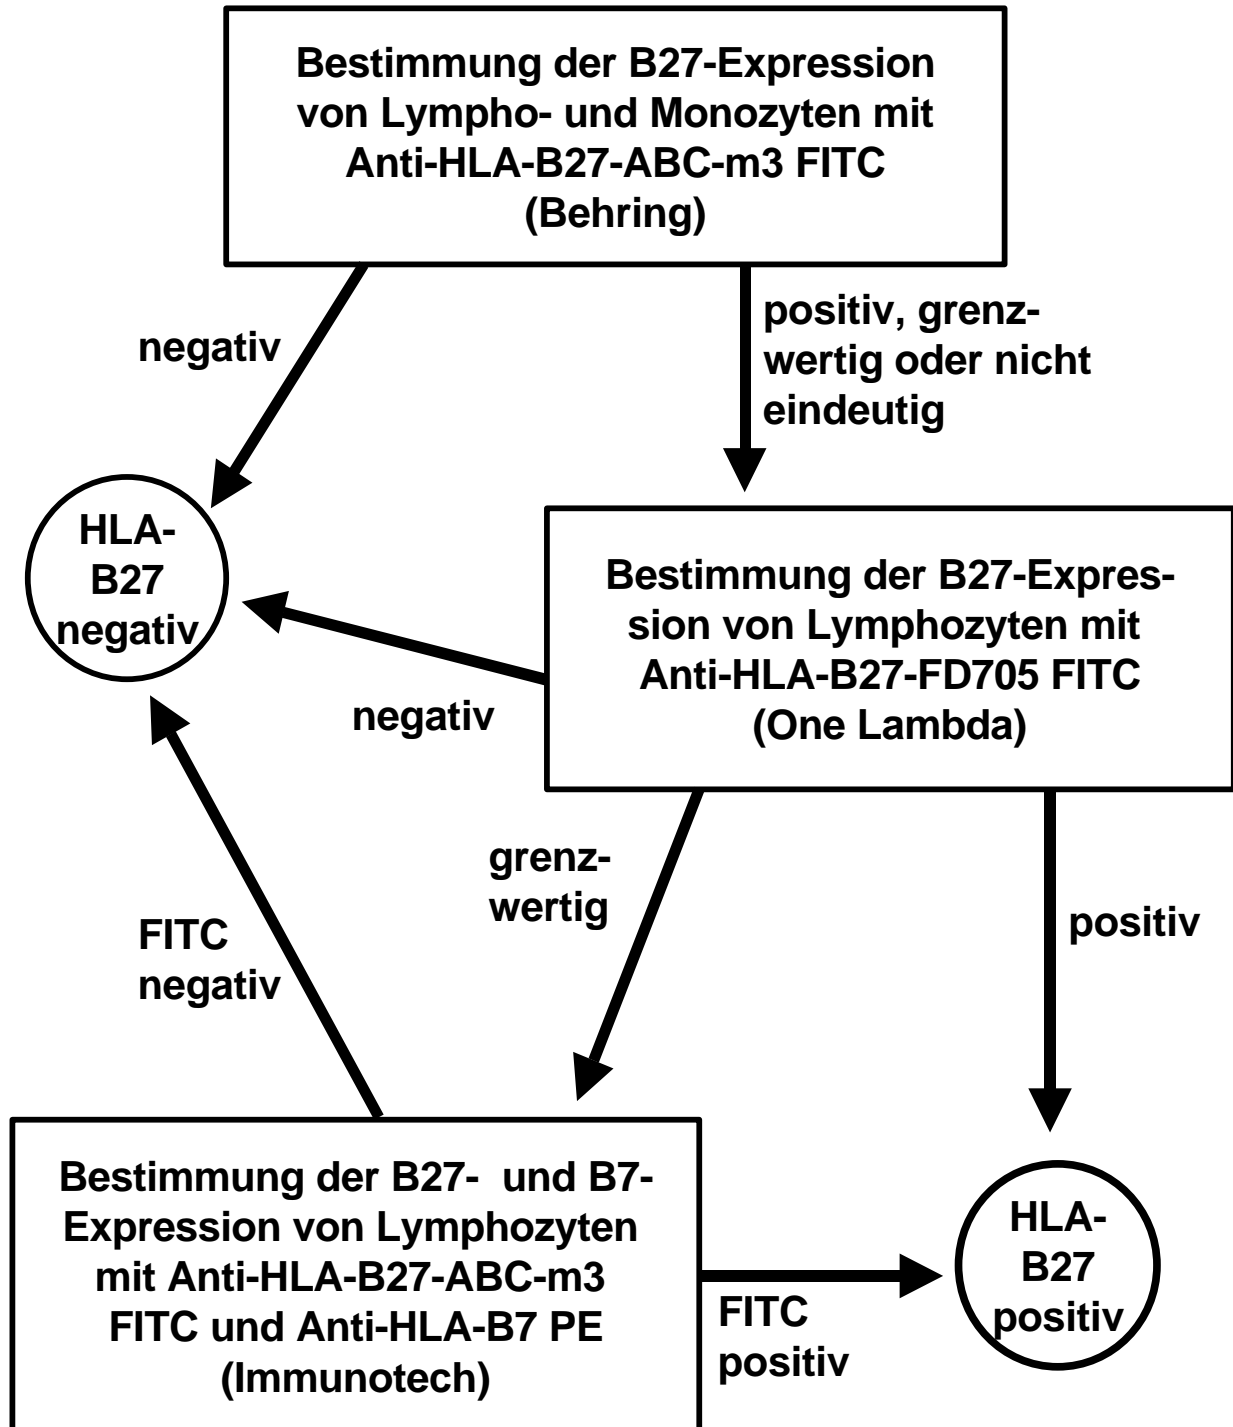 Bestimmung der B27-Expression
von Lympho- und Monozyten mit
Anti-HLA-B27-ABC-m3 FITC
(Behring)
negativ
positiv, grenz-
wertig oder nicht
eindeutig
HLA-
B27
negativ
Bestimmung der B27-Expres-
sion von Lymphozyten mit
Anti-HLA-B27-FD705 FITC
(One Lambda)
negativ
grenz-
wertig
positiv
FITC
negativ
Bestimmung der B27- und B7-
Expression von Lymphozyten
mit Anti-HLA-B27-ABC-m3
FITC und Anti-HLA-B7 PE
(Immunotech)
FITC
positiv
HLA-
B27
positiv